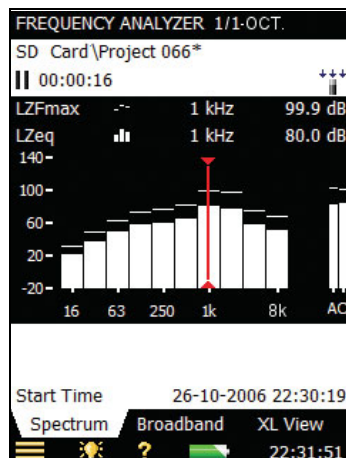 FREQUENCY ANALYZER 1/1-OCT.
SD Card\Project 066*
00:00:16
LZFmax 1 kHz 99.9 dB
LZeq 1 kHz 80.0 dB
140
100
60
20
-20
16 63 250 1k 8k AC
Start Time 26-10-2006 22:30:19
Spectrum Broadband XL View
? 22:31:51